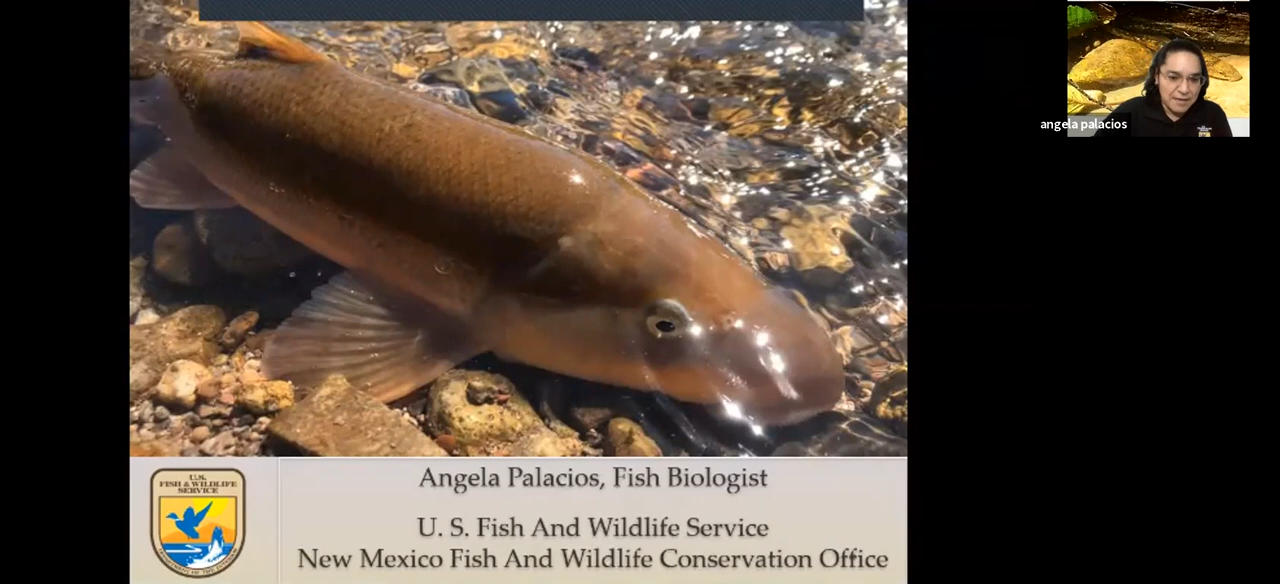 angela palacios
Angela Palacios, Fish Biologist
U.S.
FISH & WILDLIFE
SERVICE
U. S. Fish And Wildlife Service
New Mexico Fish And Wildlife Conservation Office